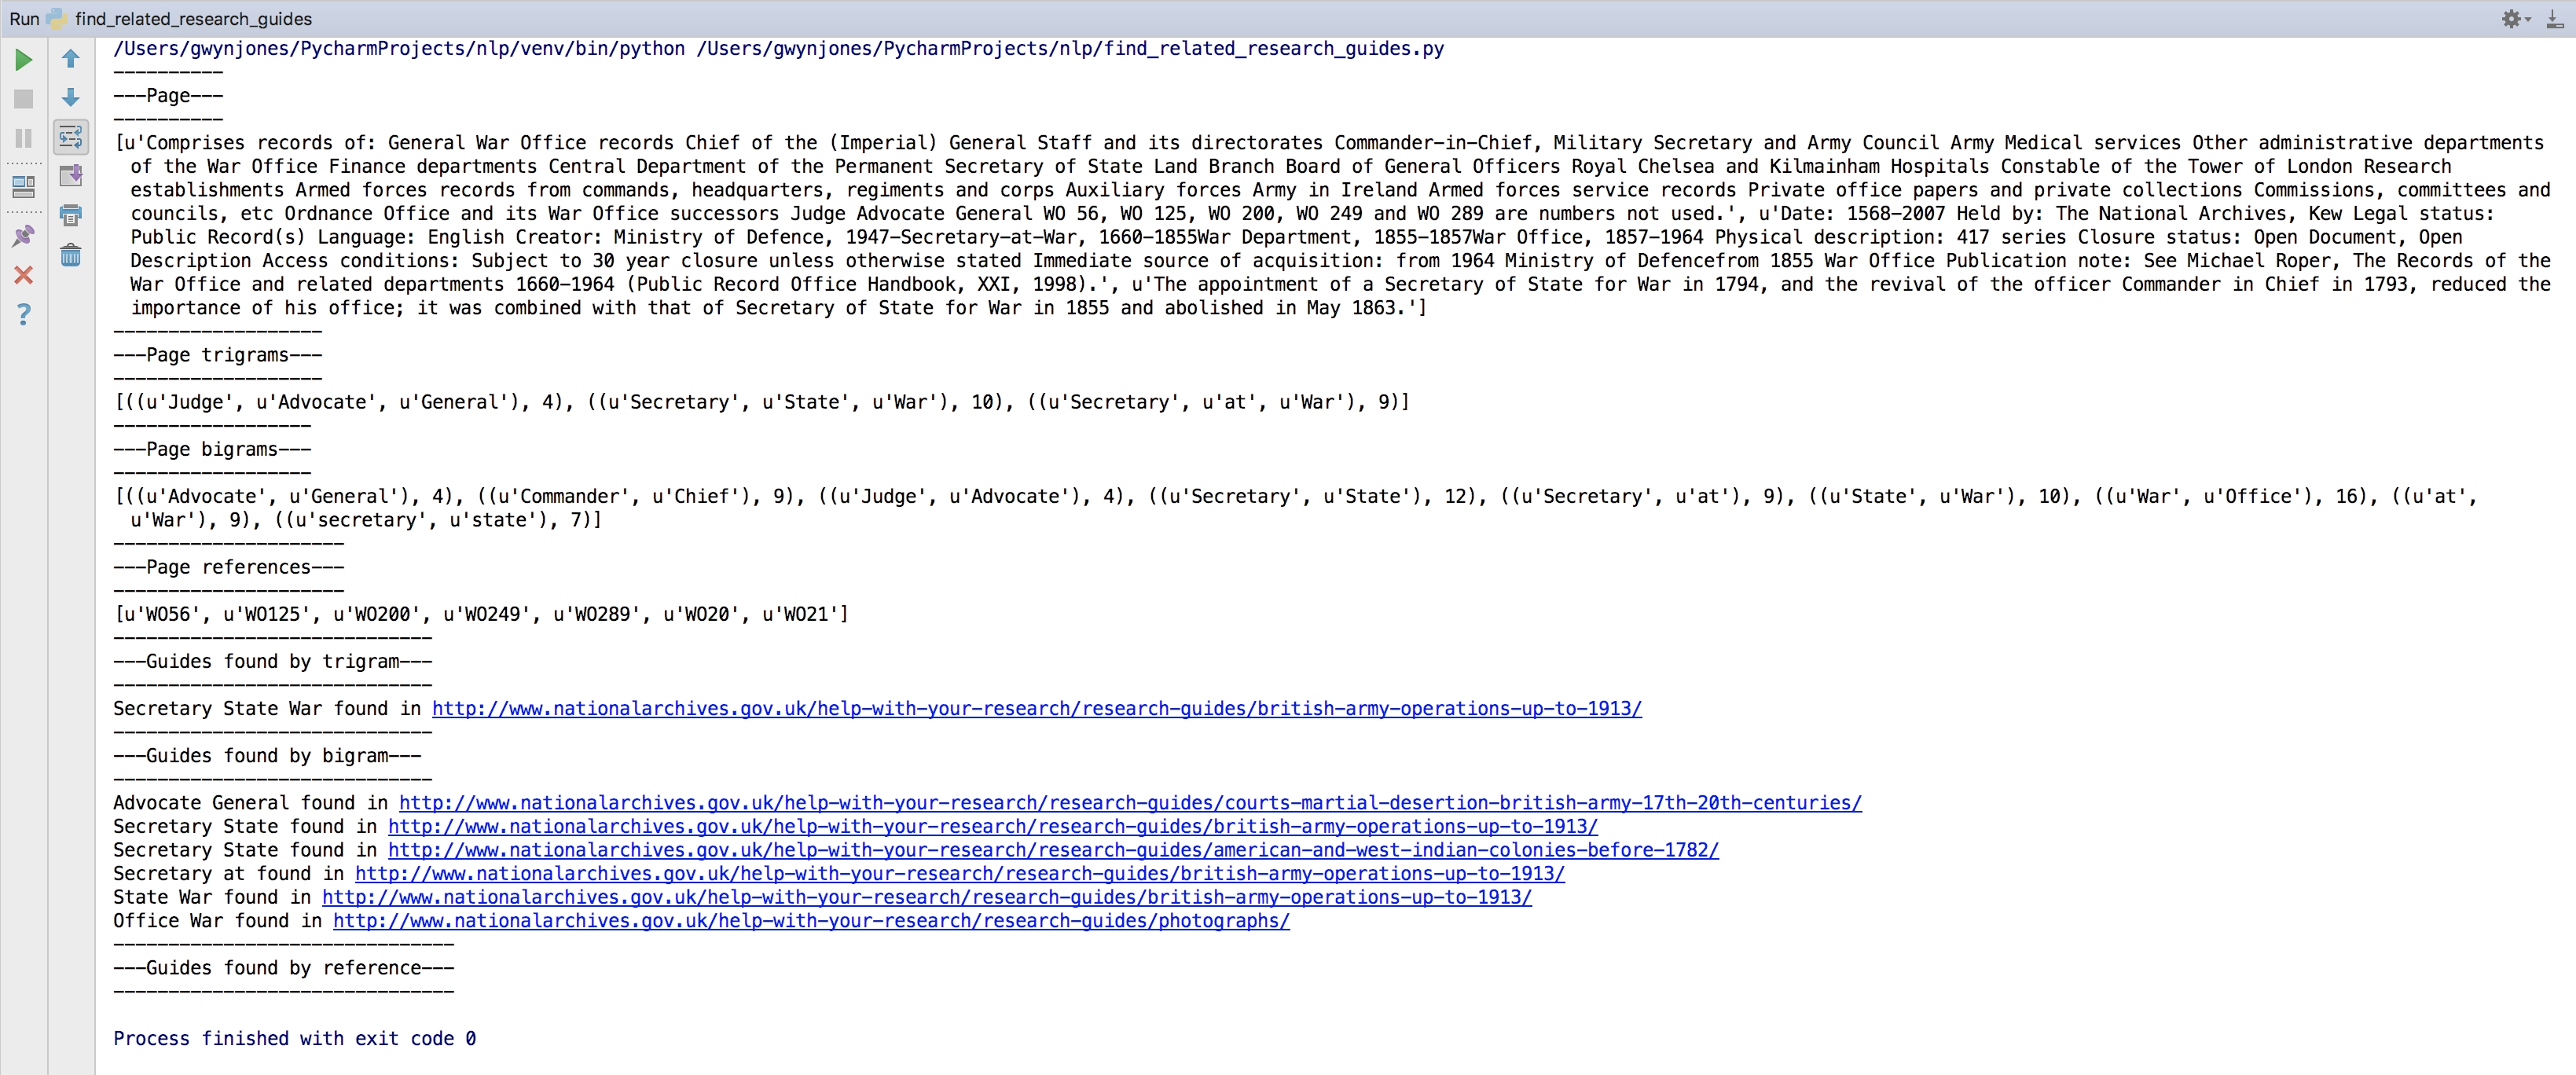 Run find_related_research_guides
/Users/gwynjones/PycharmProjects/nlp/venv/bin/python /Users/gwynjones/PycharmProjects/nlp/find_related_research_guides.py
----------
---Page---
----------
[u'Comprises records of: General War Office records Chief of the (Imperial) General Staff and its directorates Commander-in-Chief, Military Secretary and Army Council Army Medical services Other administrative departments
of the War Office Finance departments Central Department of the Permanent Secretary of State Land Branch Board of General Officers Royal Chelsea and Kilmainham Hospitals Constable of the Tower of London Research
establishments Armed forces records from commands, headquarters, regiments and corps Auxiliary forces Army in Ireland Armed forces service records Private office papers and private collections Commissions, committees and
councils, etc Ordnance Office and its War Office successors Judge Advocate General WO 56, WO 125, WO 200, WO 249 and WO 289 are numbers not used.', u'Date: 1568-2007 Held by: The National Archives, Kew Legal status:
Public Record(s) Language: English Creator: Ministry of Defence, 1947-Secretary-at-War, 1660-1855War Department, 1855-1857War Office, 1857-1964 Physical description: 417 series Closure status: Open Document, Open
Description Access conditions: Subject to 30 year closure unless otherwise stated Immediate source of acquisition: from 1964 Ministry of Defencefrom 1855 War Office Publication note: See Michael Roper, The Records of the
War Office and related departments 1660-1964 (Public Record Office Handbook, XXI, 1998).', u'The appointment of a Secretary of State for War in 1794, and the revival of the officer Commander in Chief in 1793, reduced the
importance of his office; it was combined with that of Secretary of State for War in 1855 and abolished in May 1863.']
-------------------
---Page trigrams---
-------------------
[((u'Judge', u'Advocate', u'General'), 4), ((u'Secretary', u'State', u'War'), 10), ((u'Secretary', u'at', u'War'), 9)]
------------------
---Page bigrams---
------------------
[((u'Advocate', u'General'), 4), ((u'Commander', u'Chief'), 9), ((u'Judge', u'Advocate'), 4), ((u'Secretary', u'State'), 12), ((u'Secretary', u'at'), 9), ((u'State', u'War'), 10), ((u'War', u'Office'), 16), ((u'at',
u'War'), 9), ((u'secretary', u'state'), 7)]
---------------------
---Page references---
---------------------
[u'WO56', u'WO125', u'WO200', u'WO249', u'WO289', u'WO20', u'WO21']
-----------------------------
---Guides found by trigram---
-----------------------------
Secretary State War found in http://www.nationalarchives.gov.uk/help-with-your-research/research-guides/british-army-operations-up-to-1913/
-----------------------------
---Guides found by bigram---
-----------------------------
Advocate General found in http://www.nationalarchives.gov.uk/help-with-your-research/research-guides/courts-martial-desertion-british-army-17th-20th-centuries/
Secretary State found in http://www.nationalarchives.gov.uk/help-with-your-research/research-guides/british-army-operations-up-to-1913/
Secretary State found in http://www.nationalarchives.gov.uk/help-with-your-research/research-guides/american-and-west-indian-colonies-before-1782/
Secretary at found in http://www.nationalarchives.gov.uk/help-with-your-research/research-guides/british-army-operations-up-to-1913/
State War found in http://www.nationalarchives.gov.uk/help-with-your-research/research-guides/british-army-operations-up-to-1913/
Office War found in http://www.nationalarchives.gov.uk/help-with-your-research/research-guides/photographs/
-------------------------------
---Guides found by reference---
-------------------------------
Process finished with exit code 0